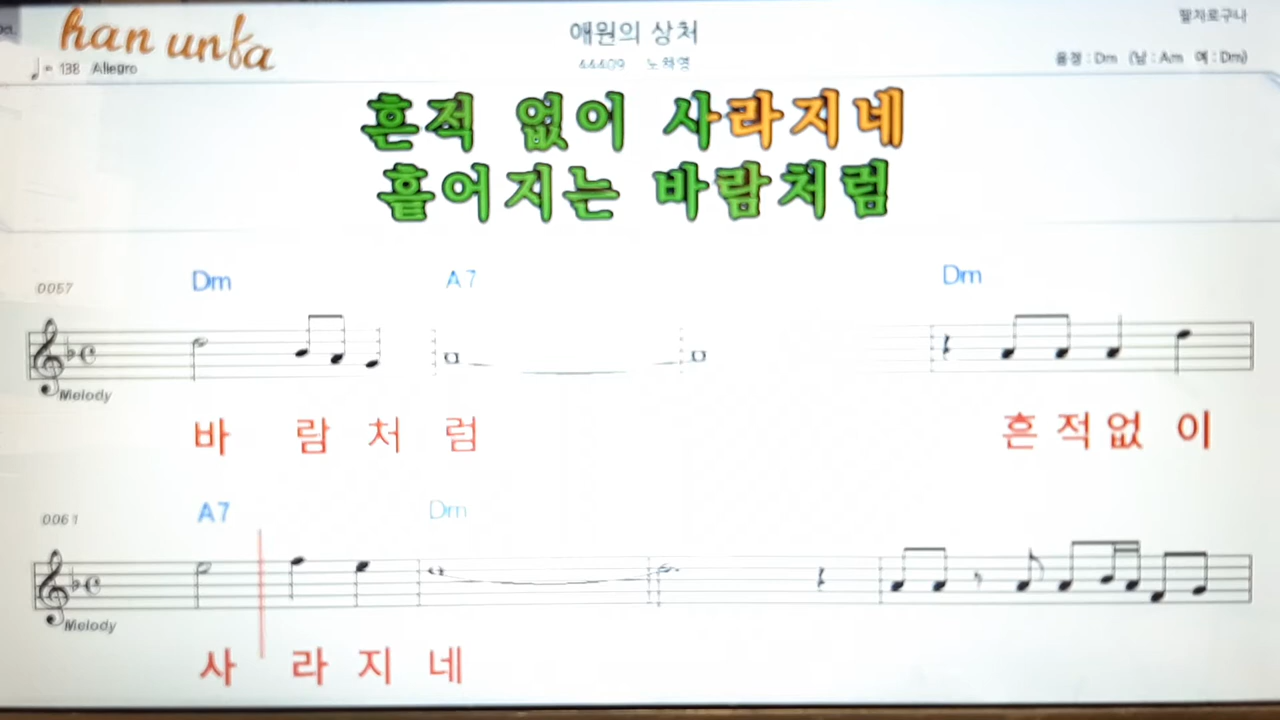 han unfa
애원의 상처
팔자로구나
♩= 138 Allegro
44409 노차영
음정 : Dm (남 : Am 여 : Dm)
흔적 없이 사라지네
흩어지는 바람처럼
0057
Dm A7 Dm
Melody
바 람 처 럼 흔 적 없 이
0061
A7 Dm
Melody
사 라 지 네